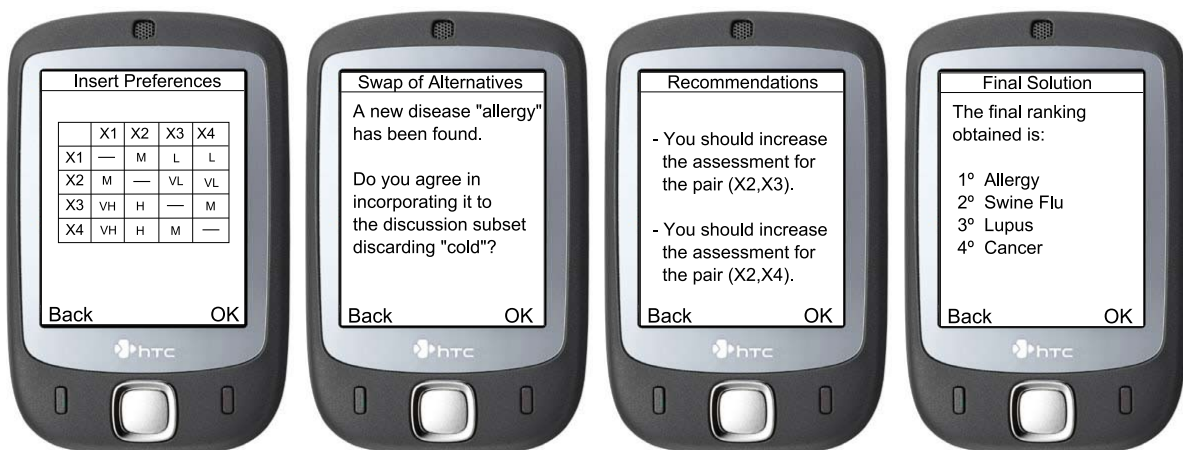 Insert Preferences
X1 X2 X3 X4
X1 — M L L
X2 M — VL VL
X3 VH H — M
X4 VH H M —
Back OK
hTC
Swap of Alternatives
A new disease "allergy"
has been found.
Do you agree in
incorporating it to
the discussion subset
discarding "cold"?
Back OK
hTC
Recommendations
- You should increase
the assessment for
the pair (X2,X3).
- You should increase
the assessment for
the pair (X2,X4).
Back OK
hTC
Final Solution
The final ranking
obtained is:
1º Allergy
2º Swine Flu
3º Lupus
4º Cancer
Back OK
hTC